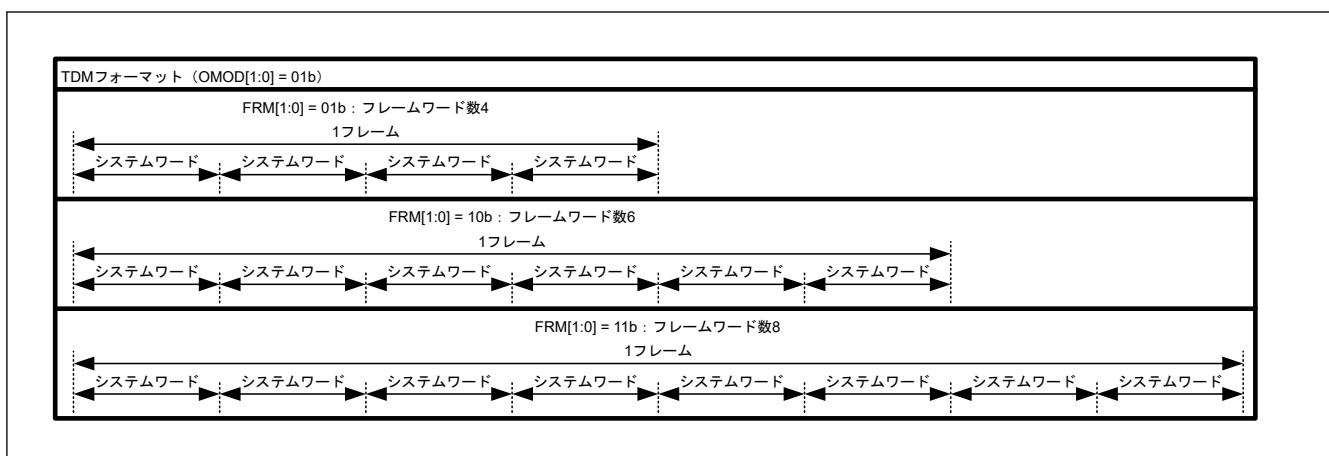 TDMフォーマット（OMOD[1:0] = 01b）
FRM[1:0] = 01b：フレームワード数4
1フレーム
システムワード システムワード システムワード システムワード
FRM[1:0] = 10b：フレームワード数6
1フレーム
システムワード システムワード システムワード システムワード システムワード システムワード
FRM[1:0] = 11b：フレームワード数8
1フレーム
システムワード システムワード システムワード システムワード システムワード システムワード システムワード システムワード